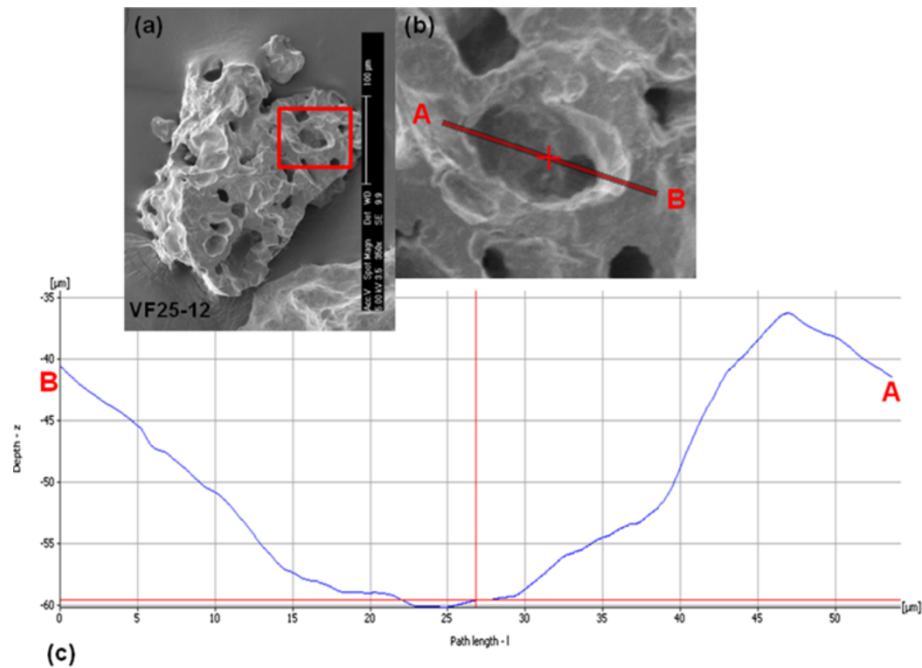 (a)
(b)
100 µm
Acc.V Spot Magn Det WD
5.00 kV 3.5 350x SE 9.9
VF25-12
A
B
[µm]
-35
-40
-45
-50
-55
-60
Depth - z
B
A
0 5 10 15 20 25 30 35 40 45 50 [µm]
Path length - l
(c)